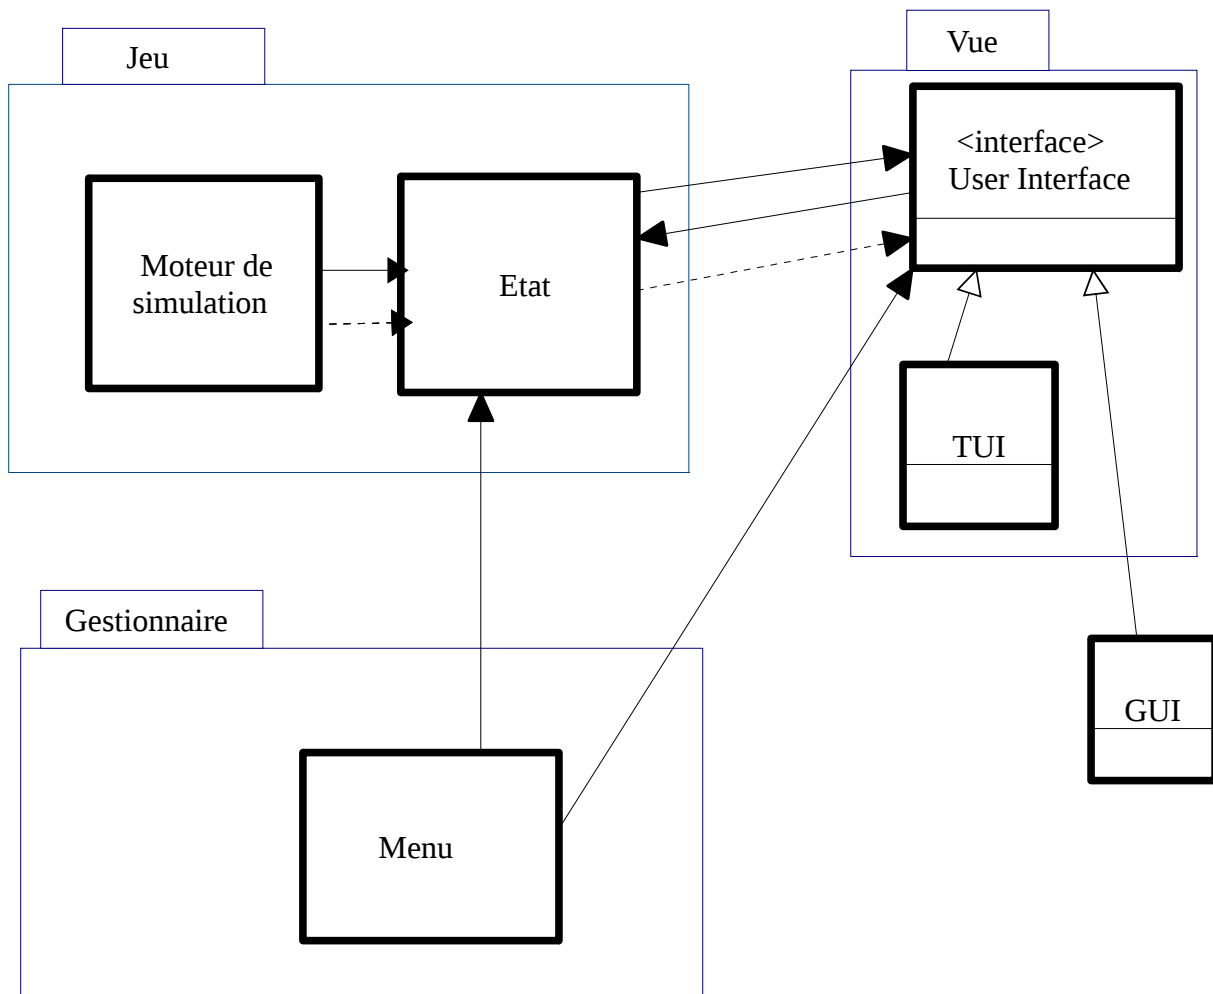 Jeu
Vue
<interface>
User Interface
Moteur de
simulation
Etat
TUI
Gestionnaire
GUI
Menu